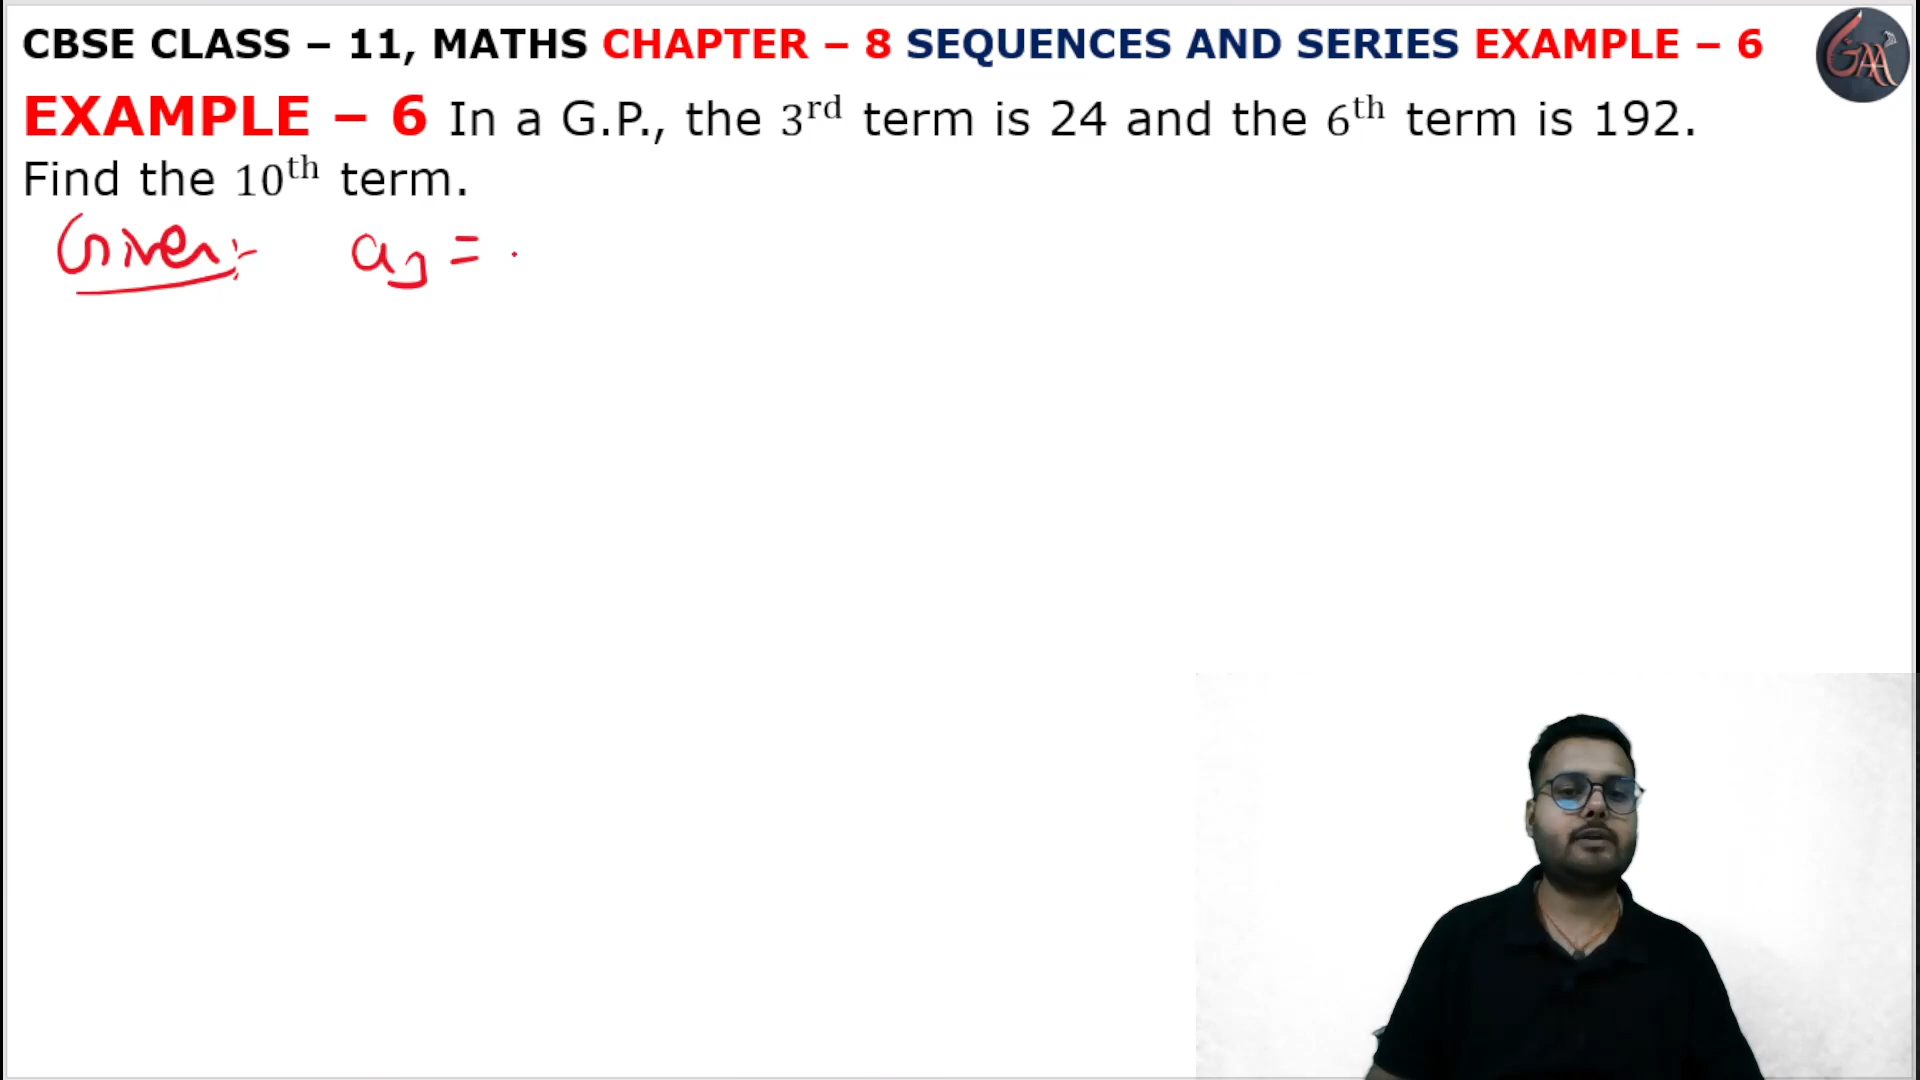 CBSE CLASS – 11, MATHS CHAPTER – 8 SEQUENCES AND SERIES EXAMPLE – 6
EXAMPLE – 6 In a G.P., the 3rd term is 24 and the 6th term is 192.
Find the 10th term.
Given:- a3 =